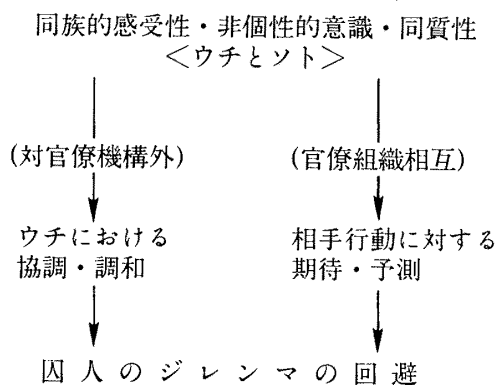 同族的感受性・非個性的意識・同質性
＜ウチとソト＞
(対官僚機構外)
(官僚組織相互)
ウチにおける
協調・調和
相手行動に対する
期待・予測
囚人のジレンマの回避